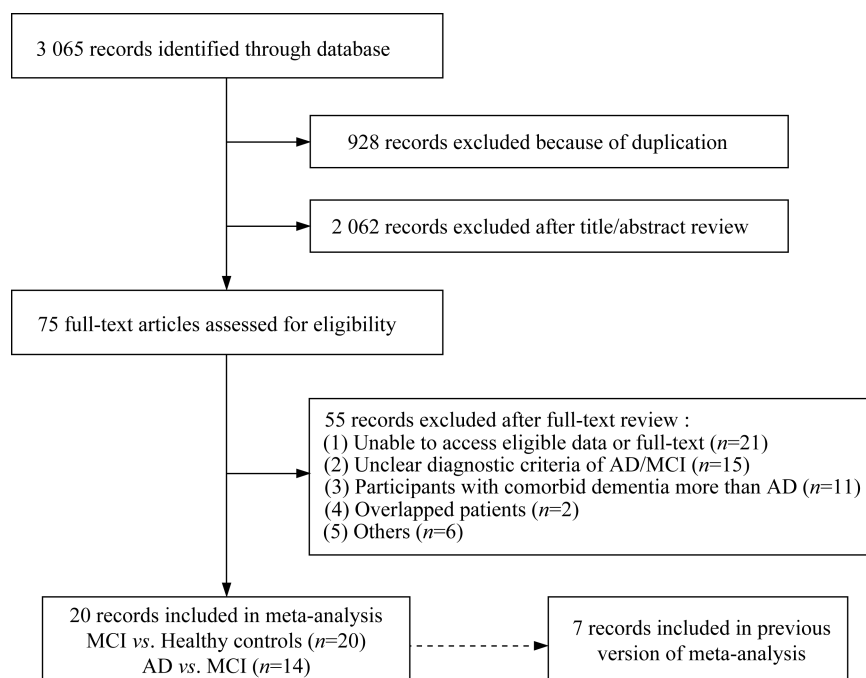 3 065 records identified through database
928 records excluded because of duplication
2 062 records excluded after title/abstract review
75 full-text articles assessed for eligibility
55 records excluded after full-text review :
(1) Unable to access eligible data or full-text (n=21)
(2) Unclear diagnostic criteria of AD/MCI (n=15)
(3) Participants with comorbid dementia more than AD (n=11)
(4) Overlapped patients (n=2)
(5) Others (n=6)
20 records included in meta-analysis
MCI vs. Healthy controls (n=20)
AD vs. MCI (n=14)
7 records included in previous
version of meta-analysis